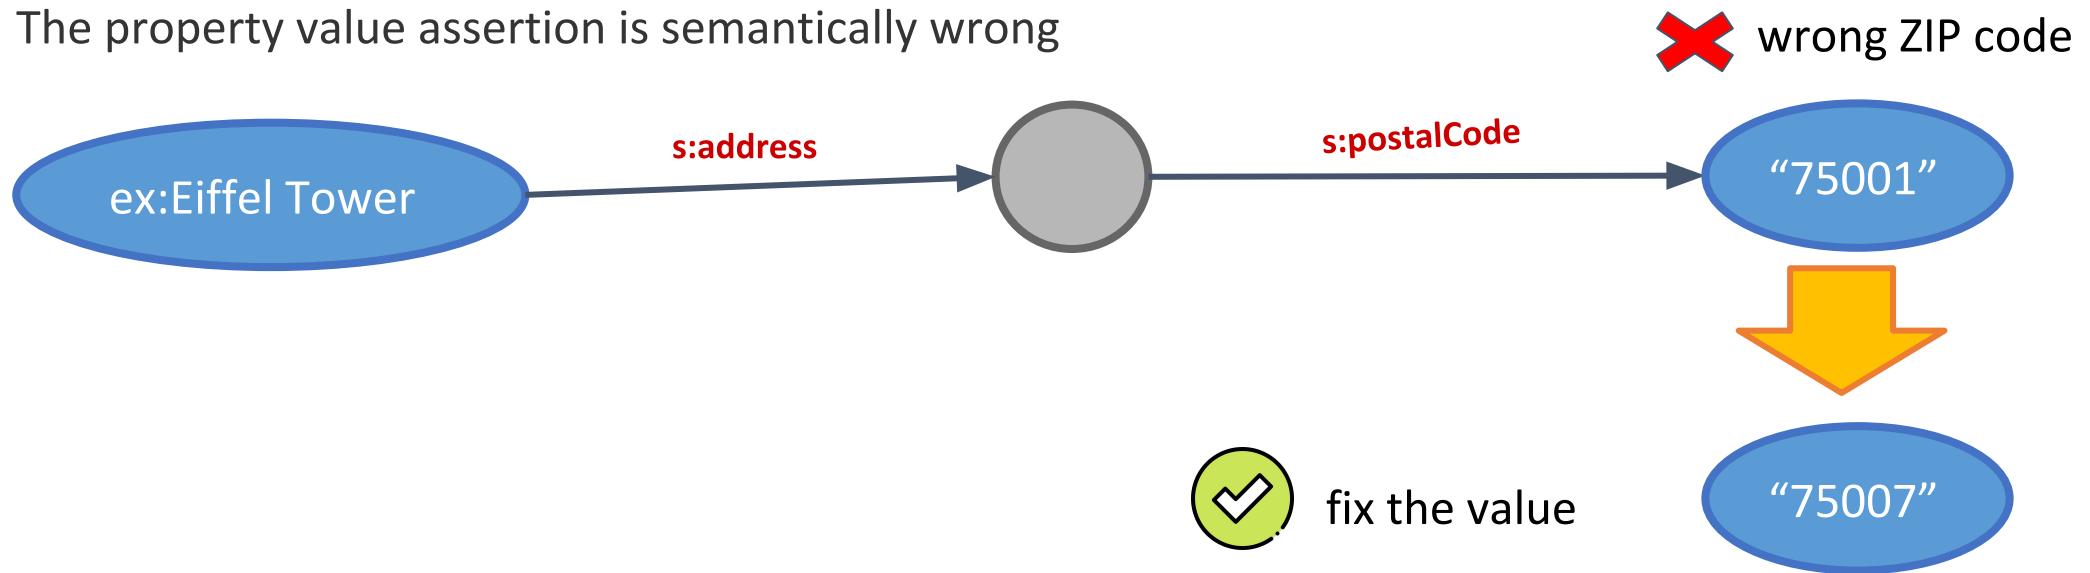 The property value assertion is semantically wrong
wrong ZIP code
ex:Eiffel Tower
s:address
s:postalCode
“75001”
fix the value
“75007”